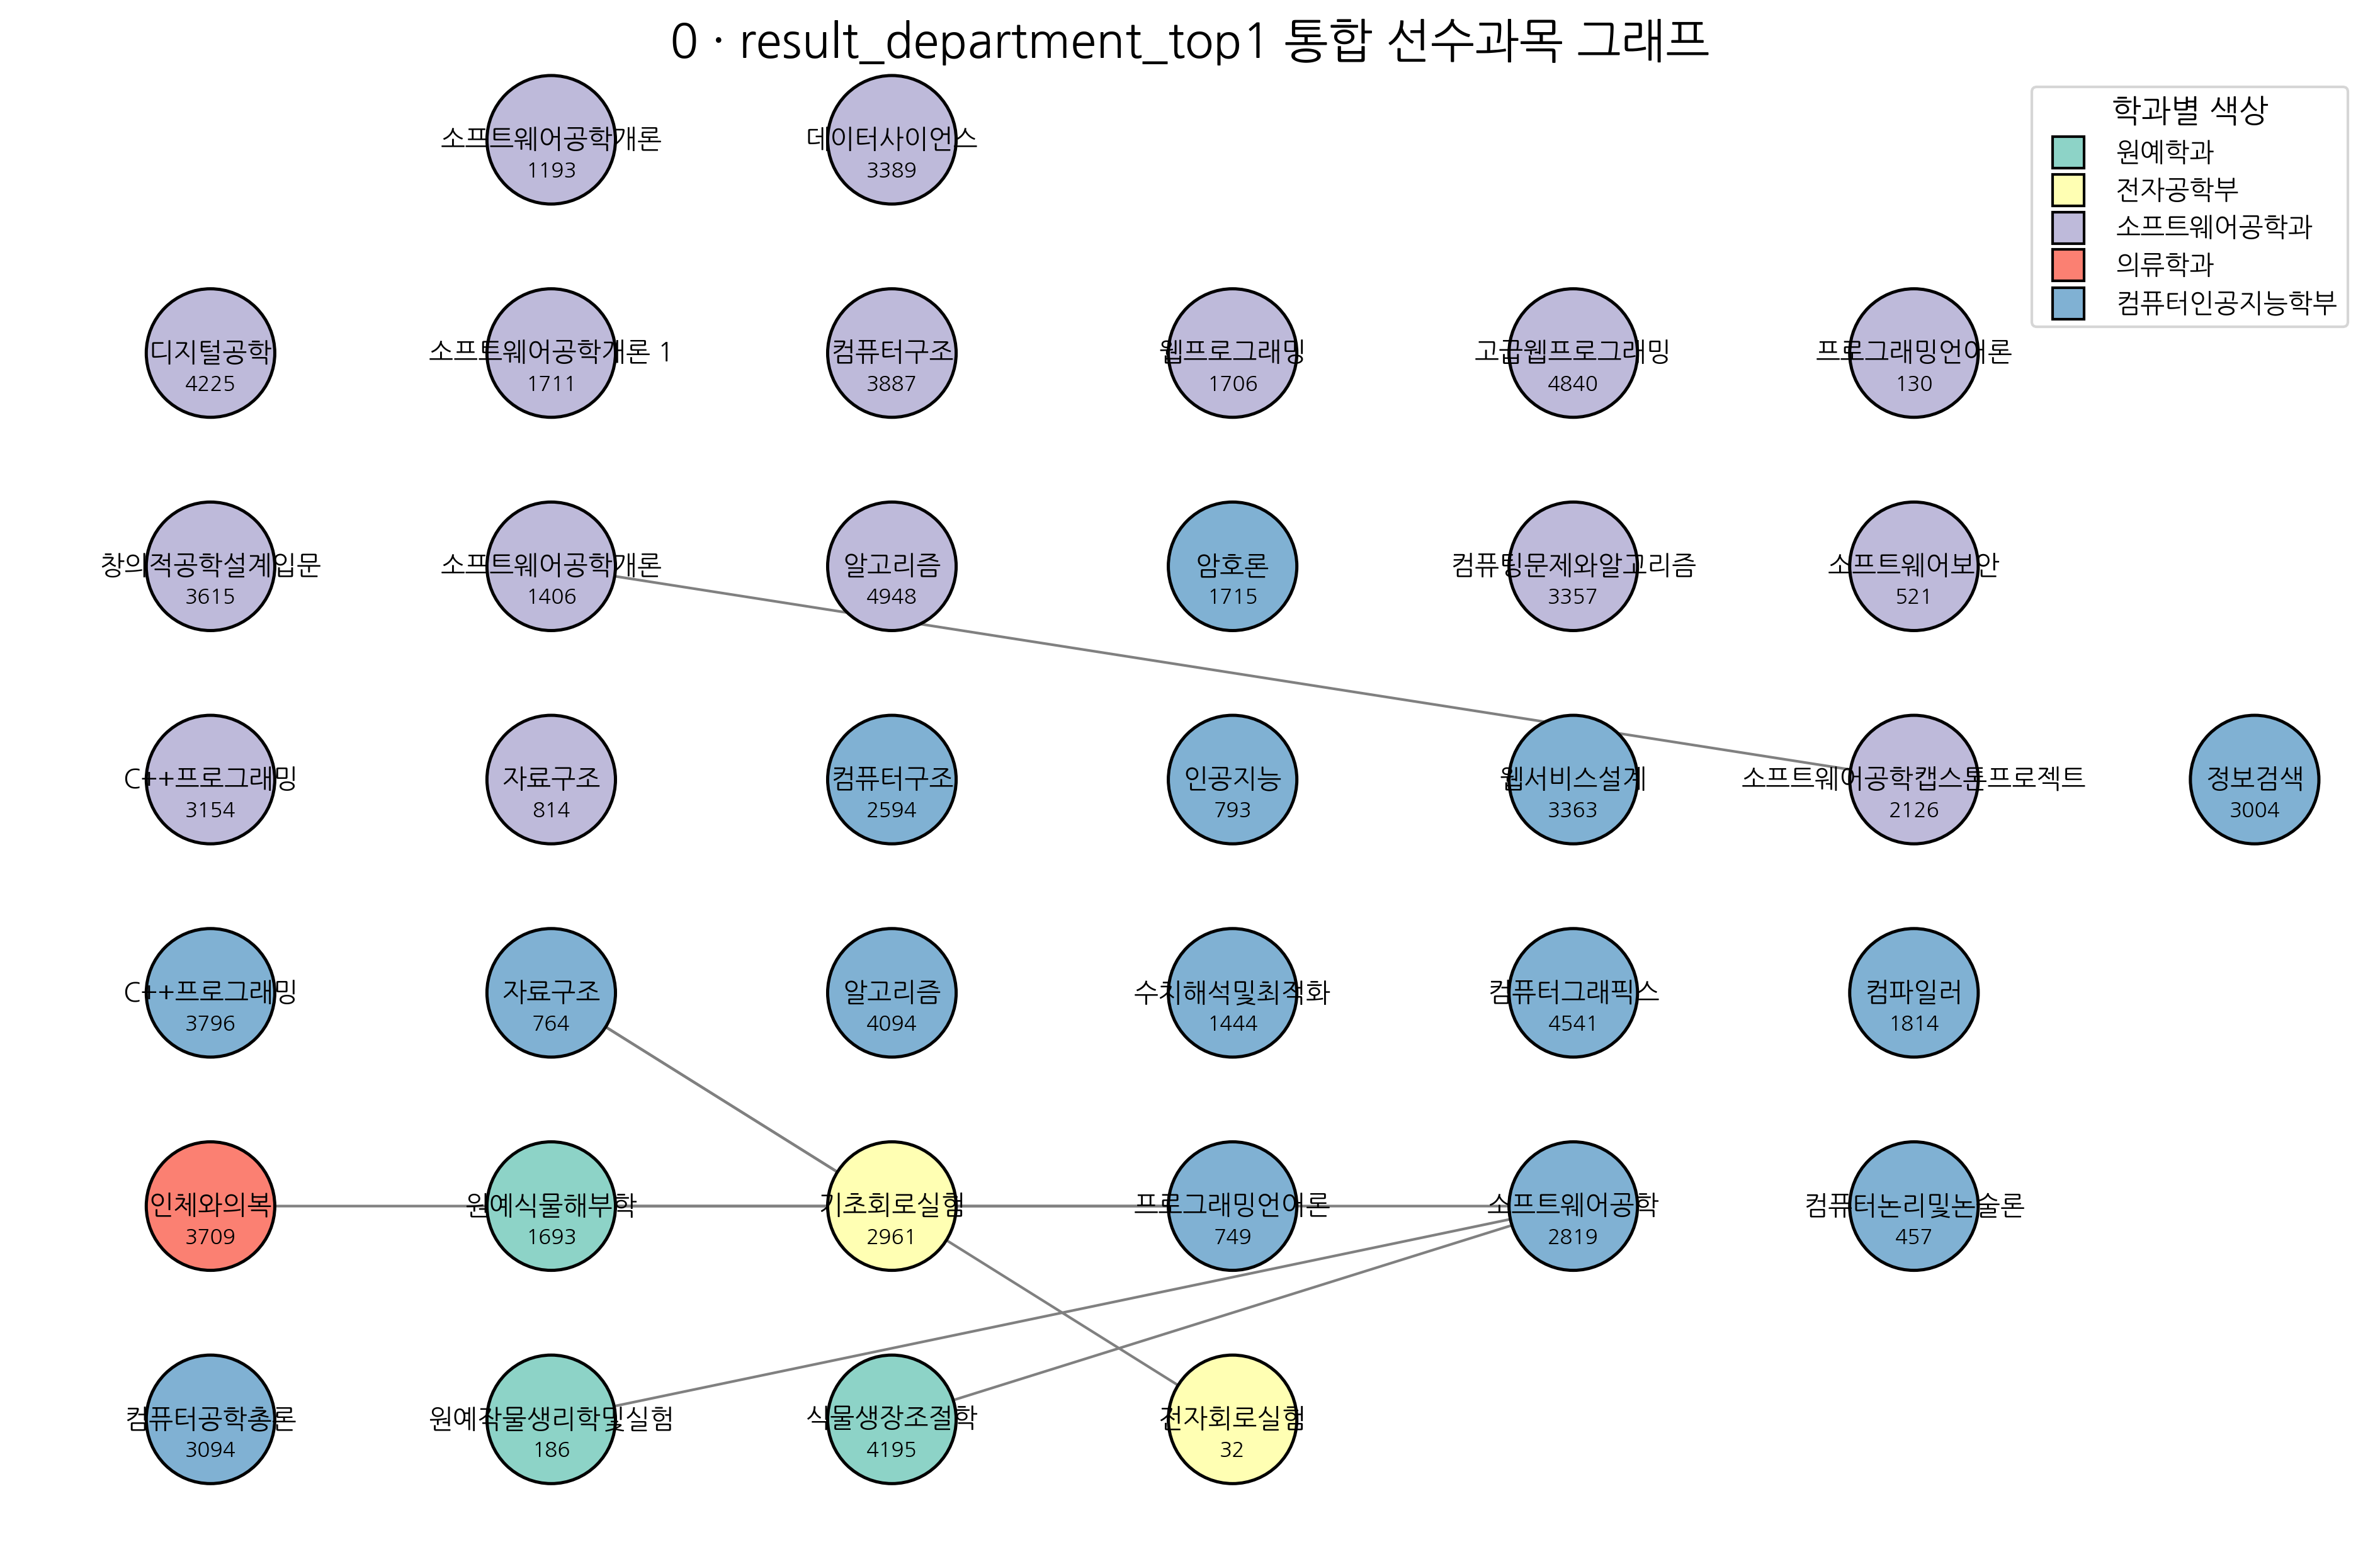 0 · result_department_top1 통합 선수과목 그래프
학과별 색상
원예학과
전자공학부
소프트웨어공학과
의류학과
컴퓨터인공지능학부
소프트웨어공학개론
1193
데이터사이언스
3389
디지털공학
4225
소프트웨어공학개론 1
1711
컴퓨터구조
3887
웹프로그래밍
1706
고급웹프로그래밍
4840
프로그래밍언어론
130
창의적공학설계입문
3615
소프트웨어공학개론
1406
알고리즘
4948
암호론
1715
컴퓨팅문제와알고리즘
3357
소프트웨어보안
521
C++프로그래밍
3154
자료구조
814
컴퓨터구조
2594
인공지능
793
웹서비스설계
3363
소프트웨어공학캡스톤프로젝트
2126
정보검색
3004
C++프로그래밍
3796
자료구조
764
알고리즘
4094
수치해석및최적화
1444
컴퓨터그래픽스
4541
컴파일러
1814
인체와의복
3709
원예식물해부학
1693
기초회로실험
2961
프로그래밍언어론
749
소프트웨어공학
2819
컴퓨터논리및논술론
457
컴퓨터공학총론
3094
원예작물생리학및실험
186
식물생장조절학
4195
전자회로실험
32